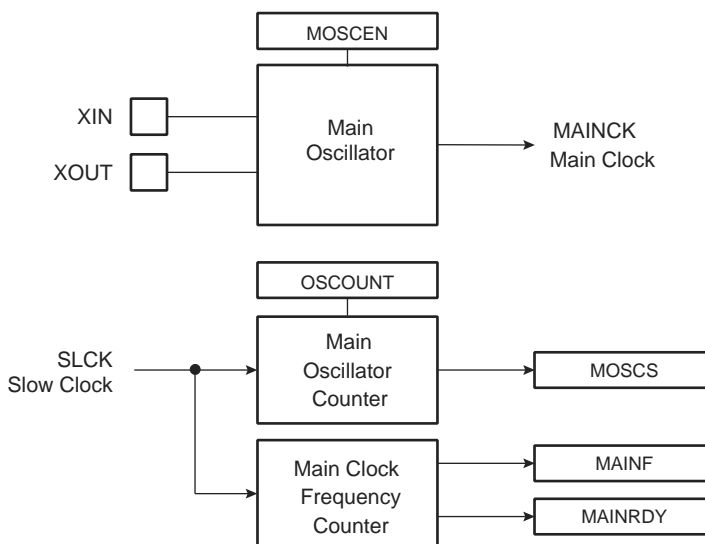 MOSCEN
XIN
XOUT
Main
Oscillator
MAINCK
Main Clock
OSCOUNT
SLCK
Slow Clock
Main
Oscillator
Counter
MOSCS
Main Clock
Frequency
Counter
MAINF
MAINRDY